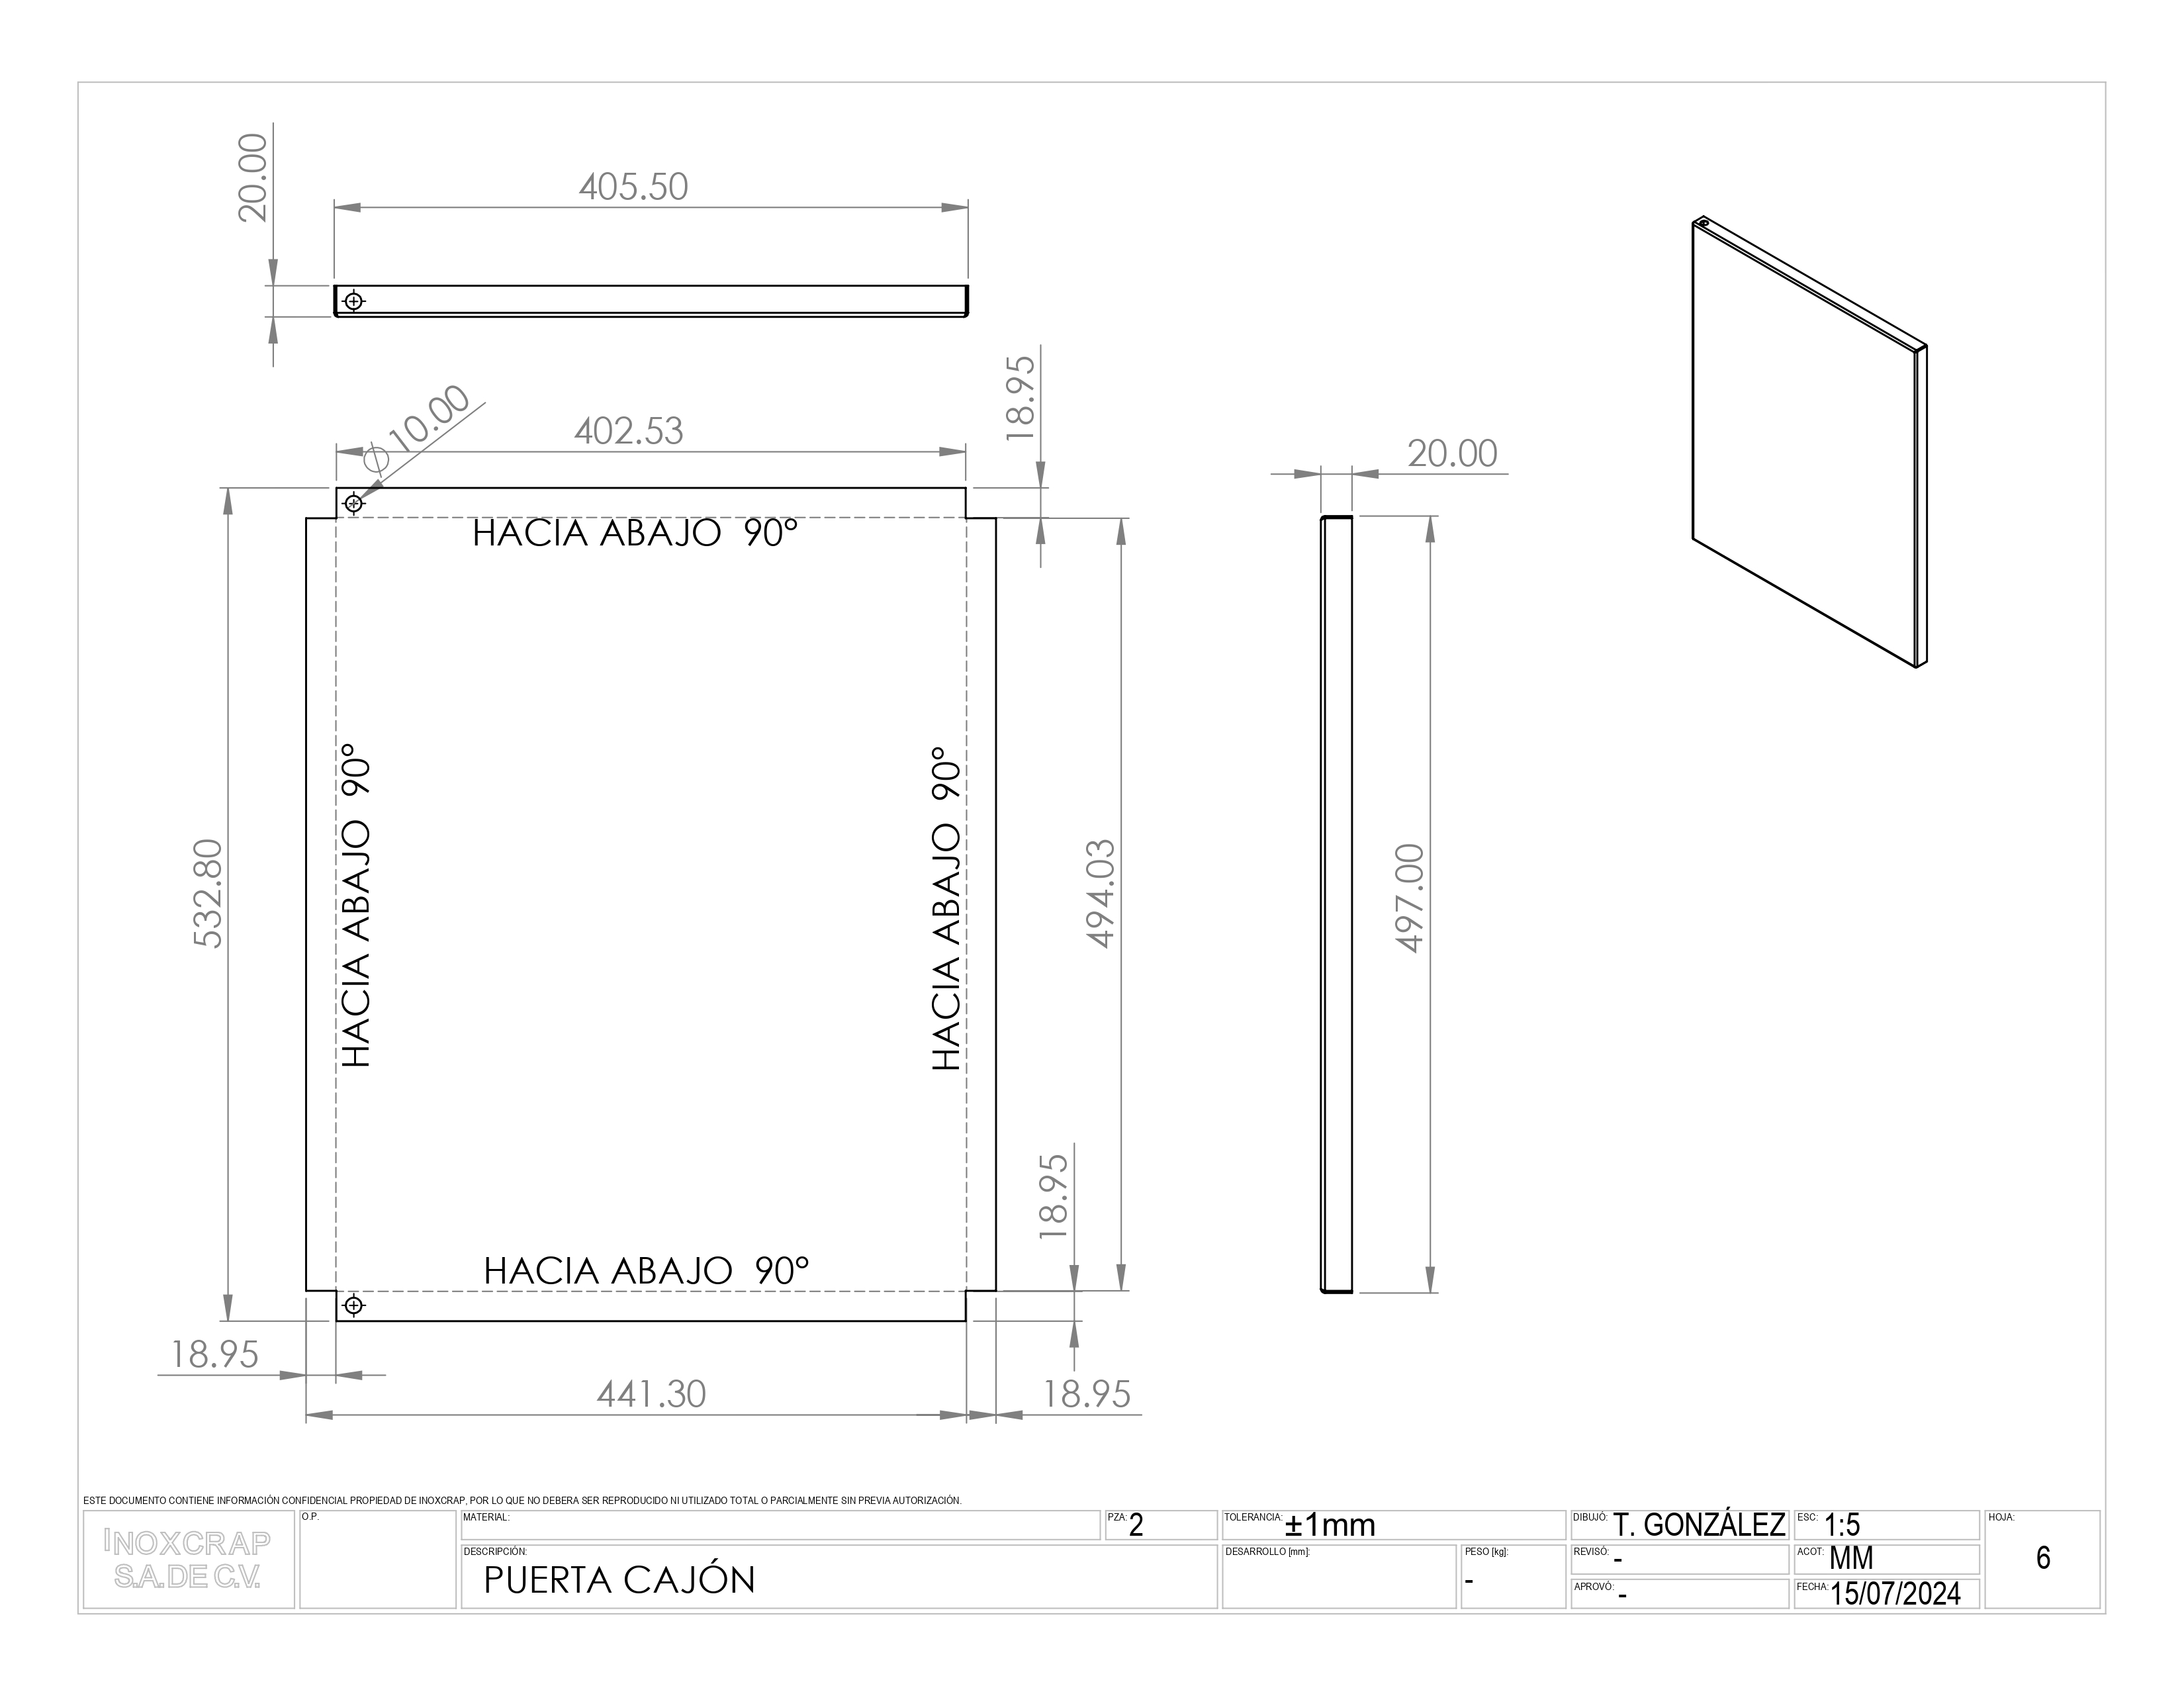 20.00
405.50
Ø10.00
402.53
18.95
20.00
HACIA ABAJO 90°
532.80
HACIA ABAJO 90°
HACIA ABAJO 90°
494.03
497.00
18.95
HACIA ABAJO 90°
18.95
441.30
18.95
ESTE DOCUMENTO CONTIENE INFORMACIÓN CONFIDENCIAL PROPIEDAD DE INOXCRAP, POR LO QUE NO DEBERA SER REPRODUCIDO NI UTILIZADO TOTAL O PARCIALMENTE SIN PREVIA AUTORIZACIÓN.
INOXCRAP
S.A. DE C.V.
O.P.
MATERIAL:
PZA: 2
TOLERANCIA: ±1mm
DIBUJÓ: T. GONZÁLEZ
ESC: 1:5
HOJA:
6
DESCRIPCIÓN:
PUERTA CAJÓN
DESARROLLO [mm]:
PESO [kg]:
-
REVISÓ: -
ACOT: MM
APROVÓ: -
FECHA: 15/07/2024